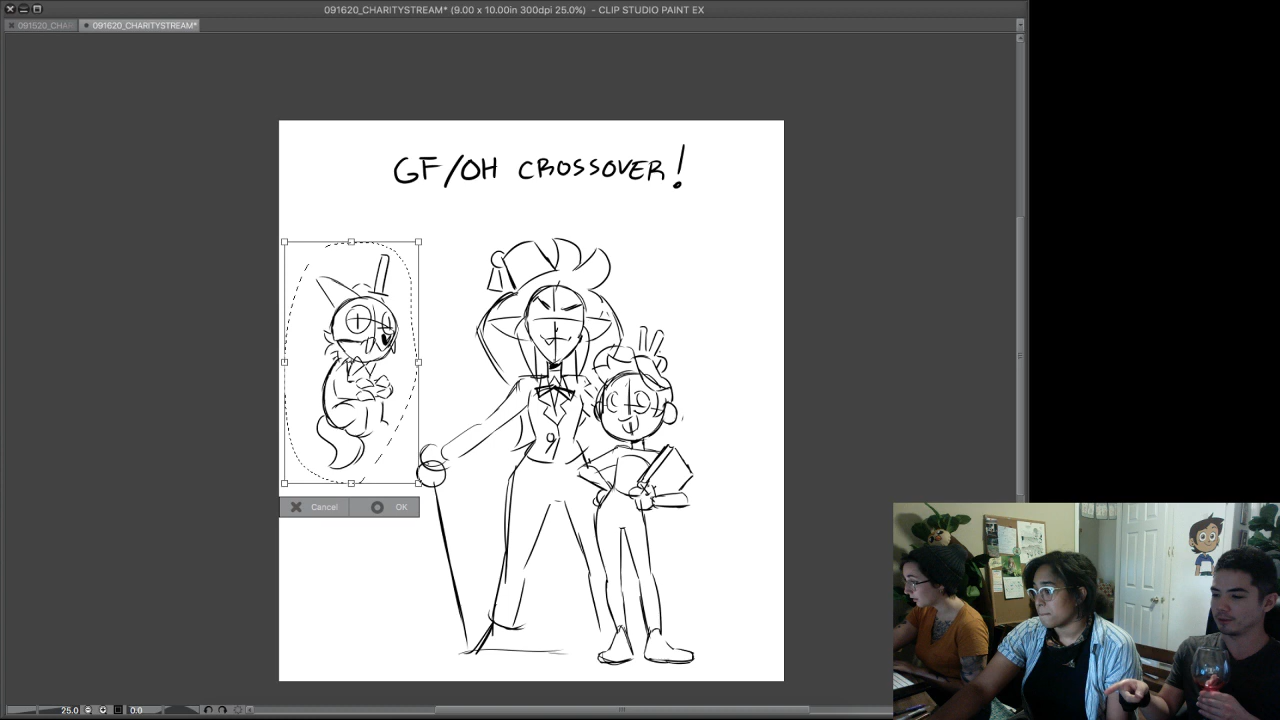 091620_CHARITYSTREAM* (9.00 x 10.00in 300dpi 25.0%) - CLIP STUDIO PAINT EX
091520_CHAR 091620_CHARITYSTREAM*
GF/OH CROSSOVER!
Cancel OK
25.0 0.0